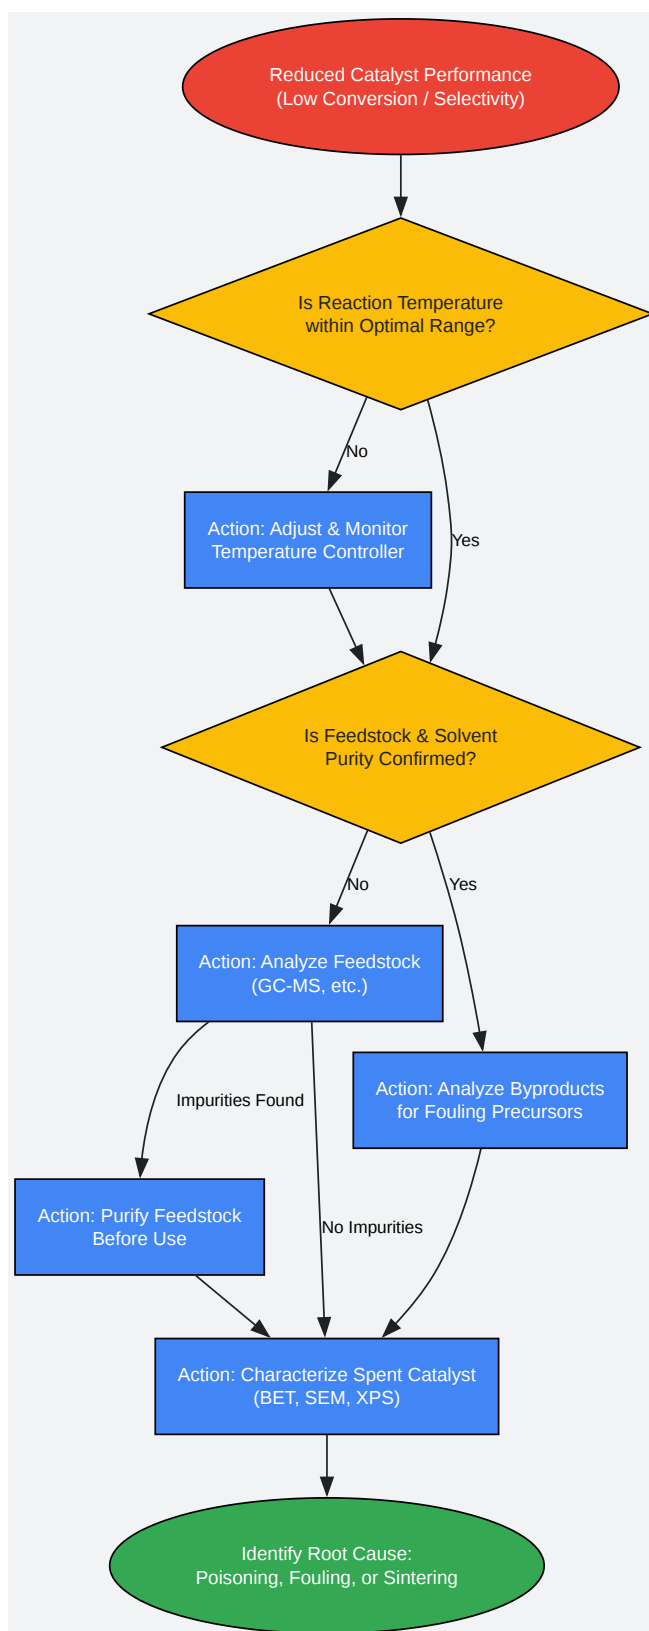 Reduced Catalyst Performance
(Low Conversion / Selectivity)
Is Reaction Temperature
within Optimal Range?
No
Action: Adjust & Monitor
Temperature Controller
Yes
Is Feedstock & Solvent
Purity Confirmed?
No
Yes
Action: Analyze Feedstock
(GC-MS, etc.)
Action: Analyze Byproducts
for Fouling Precursors
Impurities Found
Action: Purify Feedstock
Before Use
No Impurities
Action: Characterize Spent Catalyst
(BET, SEM, XPS)
Identify Root Cause:
Poisoning, Fouling, or Sintering